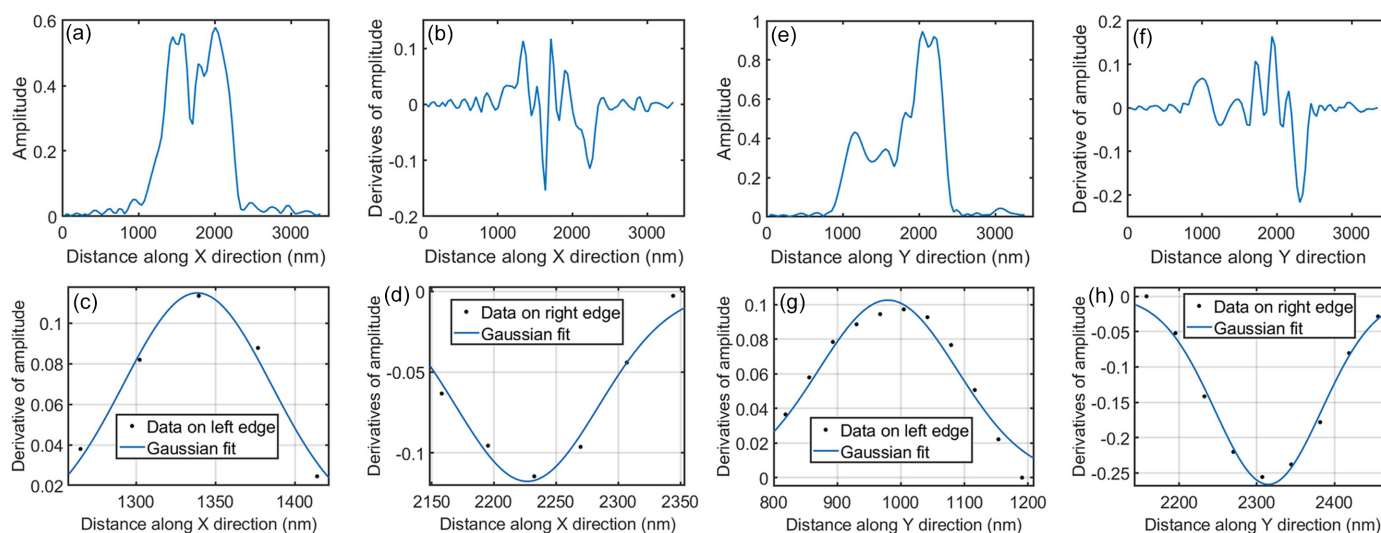 (a)
0.6
0.4
0.2
0
Amplitude
0 1000 2000 3000
Distance along X direction (nm)
(b)
0.1
0
-0.1
-0.2
Derivatives of amplitude
0 1000 2000 3000
Distance along X direction (nm)
(e)
1
0.8
0.6
0.4
0.2
0
Amplitude
0 1000 2000 3000
Distance along Y direction (nm)
(f)
0.2
0.1
0
-0.1
-0.2
Derivative of amplitude
0 1000 2000 3000
Distance along Y direction
(c)
0.1
0.08
0.06
0.04
0.02
Derivative of amplitude
Data on left edge
Gaussian fit
1300 1350 1400
Distance along X direction (nm)
(d)
0
-0.05
-0.1
Derivatives of amplitude
Data on right edge
Gaussian fit
2150 2200 2250 2300 2350
Distance along X direction (nm)
(g)
0.1
0.08
0.06
0.04
0.02
0
Derivatives of amplitude
Data on left edge
Gaussian fit
800 900 1000 1100 1200
Distance along Y direction (nm)
(h)
0
-0.05
-0.1
-0.15
-0.2
-0.25
Derivatives of amplitude
Data on right edge
Gaussian fit
2200 2300 2400
Distance along Y direction (nm)